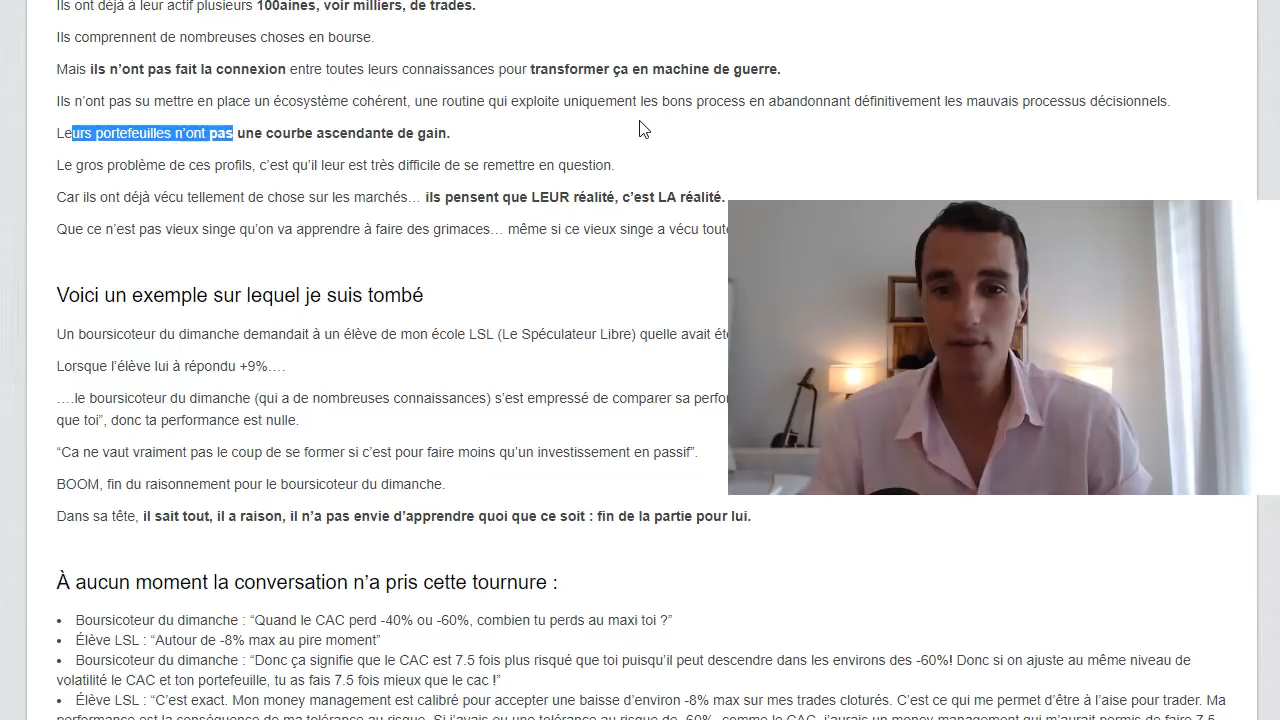 Ils ont déjà à leur actif plusieurs 100aines, voir milliers, de trades.
Ils comprennent de nombreuses choses en bourse.
Mais ils n’ont pas fait la connexion entre toutes leurs connaissances pour transformer ça en machine de guerre.
Ils n’ont pas su mettre en place un écosystème cohérent, une routine qui exploite uniquement les bons process en abandonnant définitivement les mauvais processus décisionnels.
Leurs portefeuilles n’ont pas une courbe ascendante de gain.
Le gros problème de ces profils, c’est qu’il leur est très difficile de se remettre en question.
Car ils ont déjà vécu tellement de chose sur les marchés… ils pensent que LEUR réalité, c’est LA réalité.
Que ce n’est pas vieux singe qu’on va apprendre à faire des grimaces… même si ce vieux singe a vécu
Voici un exemple sur lequel je suis tombé
Un boursicoteur du dimanche demandait à un élève de mon école LSL (Le Spéculateur Libre) quelle avait
Lorsque l’élève lui à répondu +9%….
….le boursicoteur du dimanche (qui a de nombreuses connaissances) s’est empressé de comparer sa
que toi”, donc ta performance est nulle.
“Ca ne vaut vraiment pas le coup de se former si c’est pour faire moins qu’un investissement en passif”.
BOOM, fin du raisonnement pour le boursicoteur du dimanche.
Dans sa tête, il sait tout, il a raison, il n’a pas envie d’apprendre quoi que ce soit : fin de la partie pour lui.
À aucun moment la conversation n’a pris cette tournure :
• Boursicoteur du dimanche : “Quand le CAC perd -40% ou -60%, combien tu perds au maxi toi ?”
• Élève LSL : “Autour de -8% max au pire moment”
• Boursicoteur du dimanche : “Donc ça signifie que le CAC est 7.5 fois plus risqué que toi puisqu’il peut descendre dans les environs des -60%! Donc si on ajuste au même niveau de
volatilité le CAC et ton portefeuille, tu as fais 7.5 fois mieux que le cac !”
• Élève LSL : “C’est exact. Mon money management est calibré pour accepter une baisse d’environ -8% max sur mes trades cloturés. C’est ce qui me permet d’être à l’aise pour trader. Ma
performance est la conséquence de ma tolérance au risque. Si j’avais eu une tolérance au risque de -60%, comme le CAC, j’aurais un money management qui m’aurait permis de faire 7.5